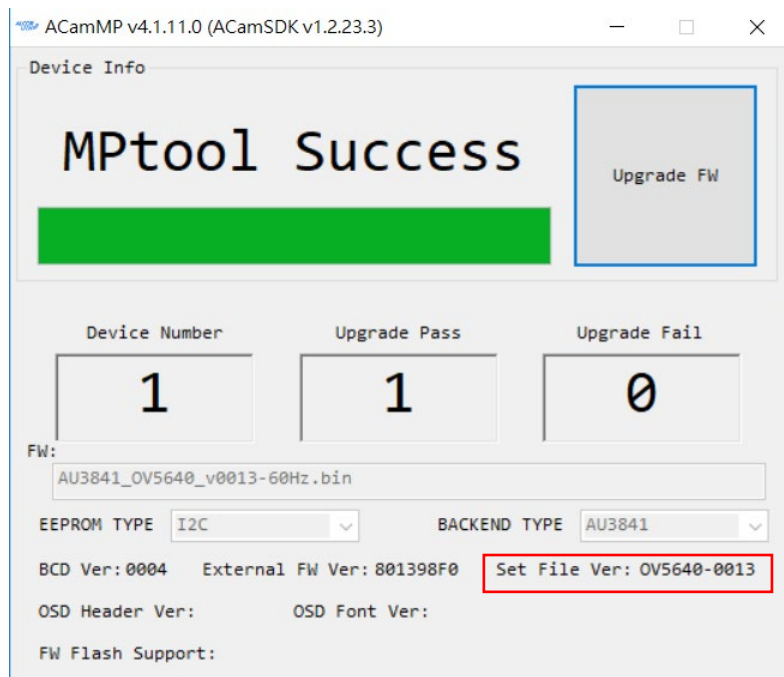 ACamMP v4.1.11.0 (ACamSDK v1.2.23.3)
Device Info
MPtool Success
Upgrade FW
Device Number Upgrade Pass Upgrade Fail
1 1 0
FW:
AU3841_OV5640_v0013-60Hz.bin
EEPROM TYPE I2C BACKEND TYPE AU3841
BCD Ver:0004 External FW Ver:801398F0 Set File Ver: OV5640-0013
OSD Header Ver: OSD Font Ver:
FW Flash Support: